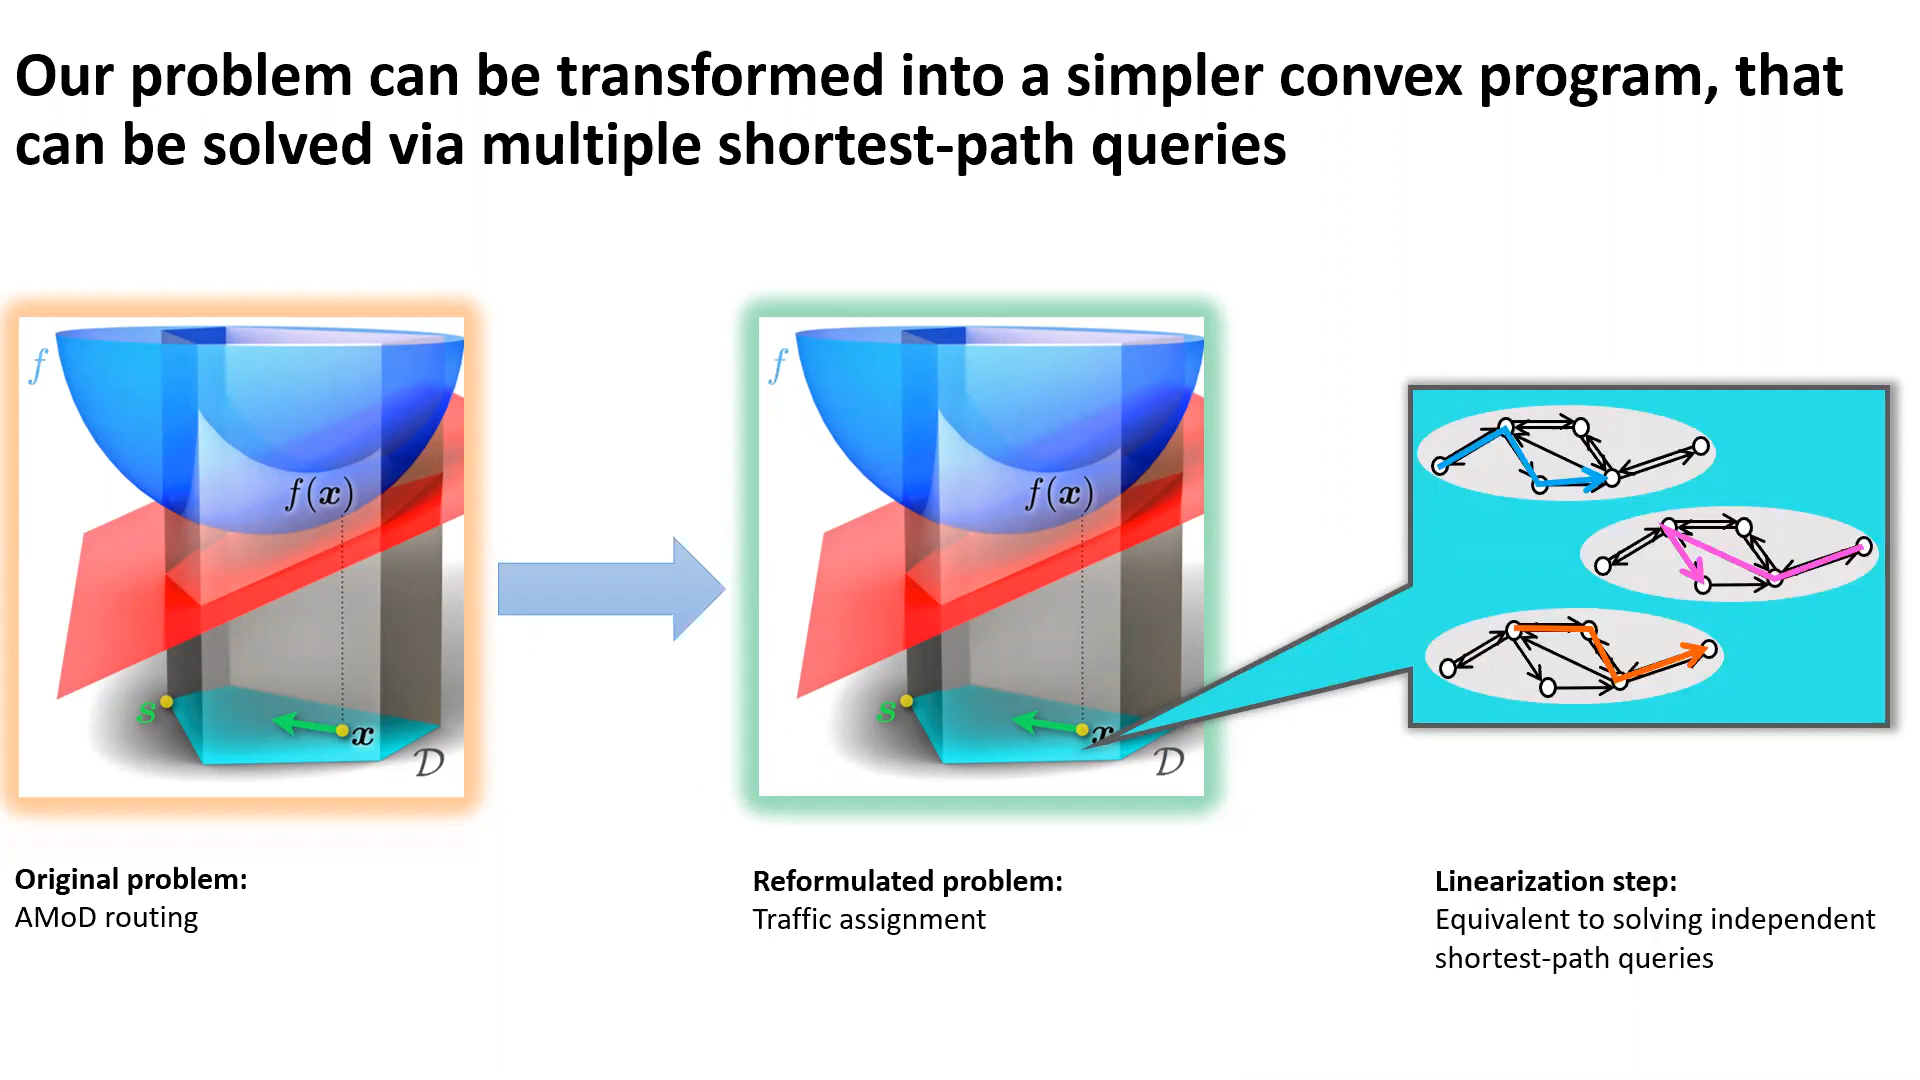 Our problem can be transformed into a simpler convex program, that
can be solved via multiple shortest-path queries
f
f(x)
s
x
D
f
f(x)
s
x
D
Original problem:
AMoD routing
Reformulated problem:
Traffic assignment
Linearization step:
Equivalent to solving independent
shortest-path queries